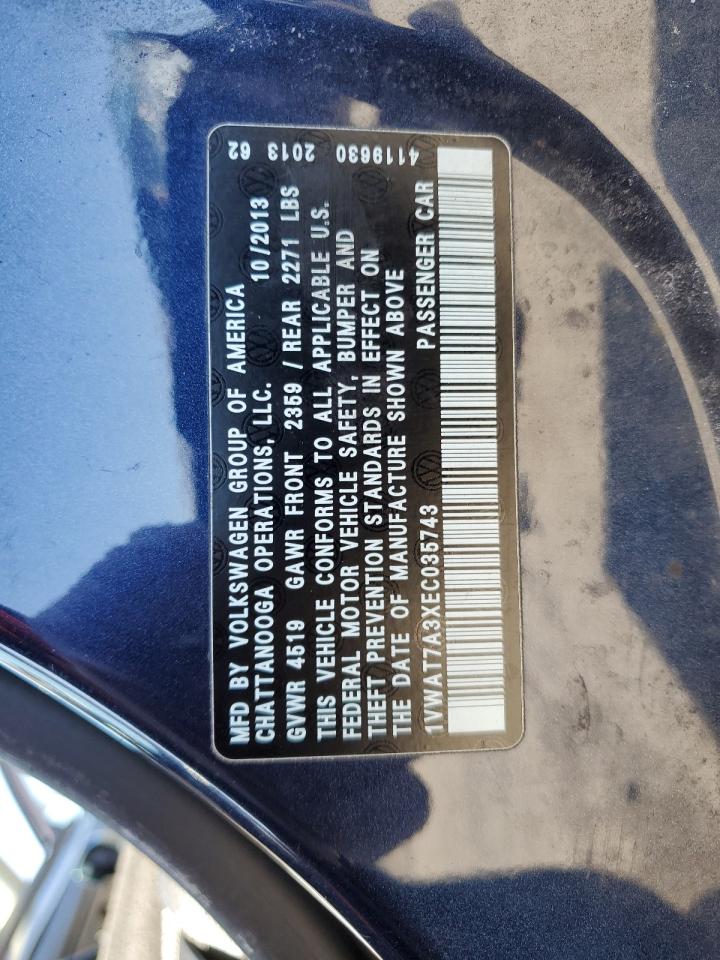 MFD BY VOLKSWAGEN GROUP OF AMERICA
CHATTANOOGA OPERATIONS, LLC. 10/2013 62
GVWR 4519 GAWR FRONT 2359 / REAR 2271 LBS
THIS VEHICLE CONFORMS TO ALL APPLICABLE U.S. 2013
FEDERAL MOTOR VEHICLE SAFETY, BUMPER AND
THEFT PREVENTION STANDARDS IN EFFECT ON
THE DATE OF MANUFACTURE SHOWN ABOVE
1VWAT7A3XEC035743 PASSENGER CAR 4119630